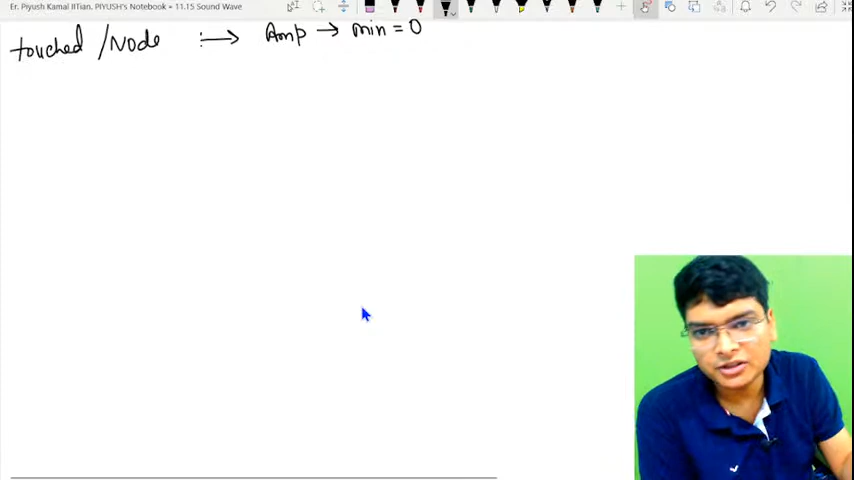 Er. Piyush Kamal IITian. PIYUSH's Notebook » 11.15 Sound Wave
touched /Node :→ Amp → min = 0